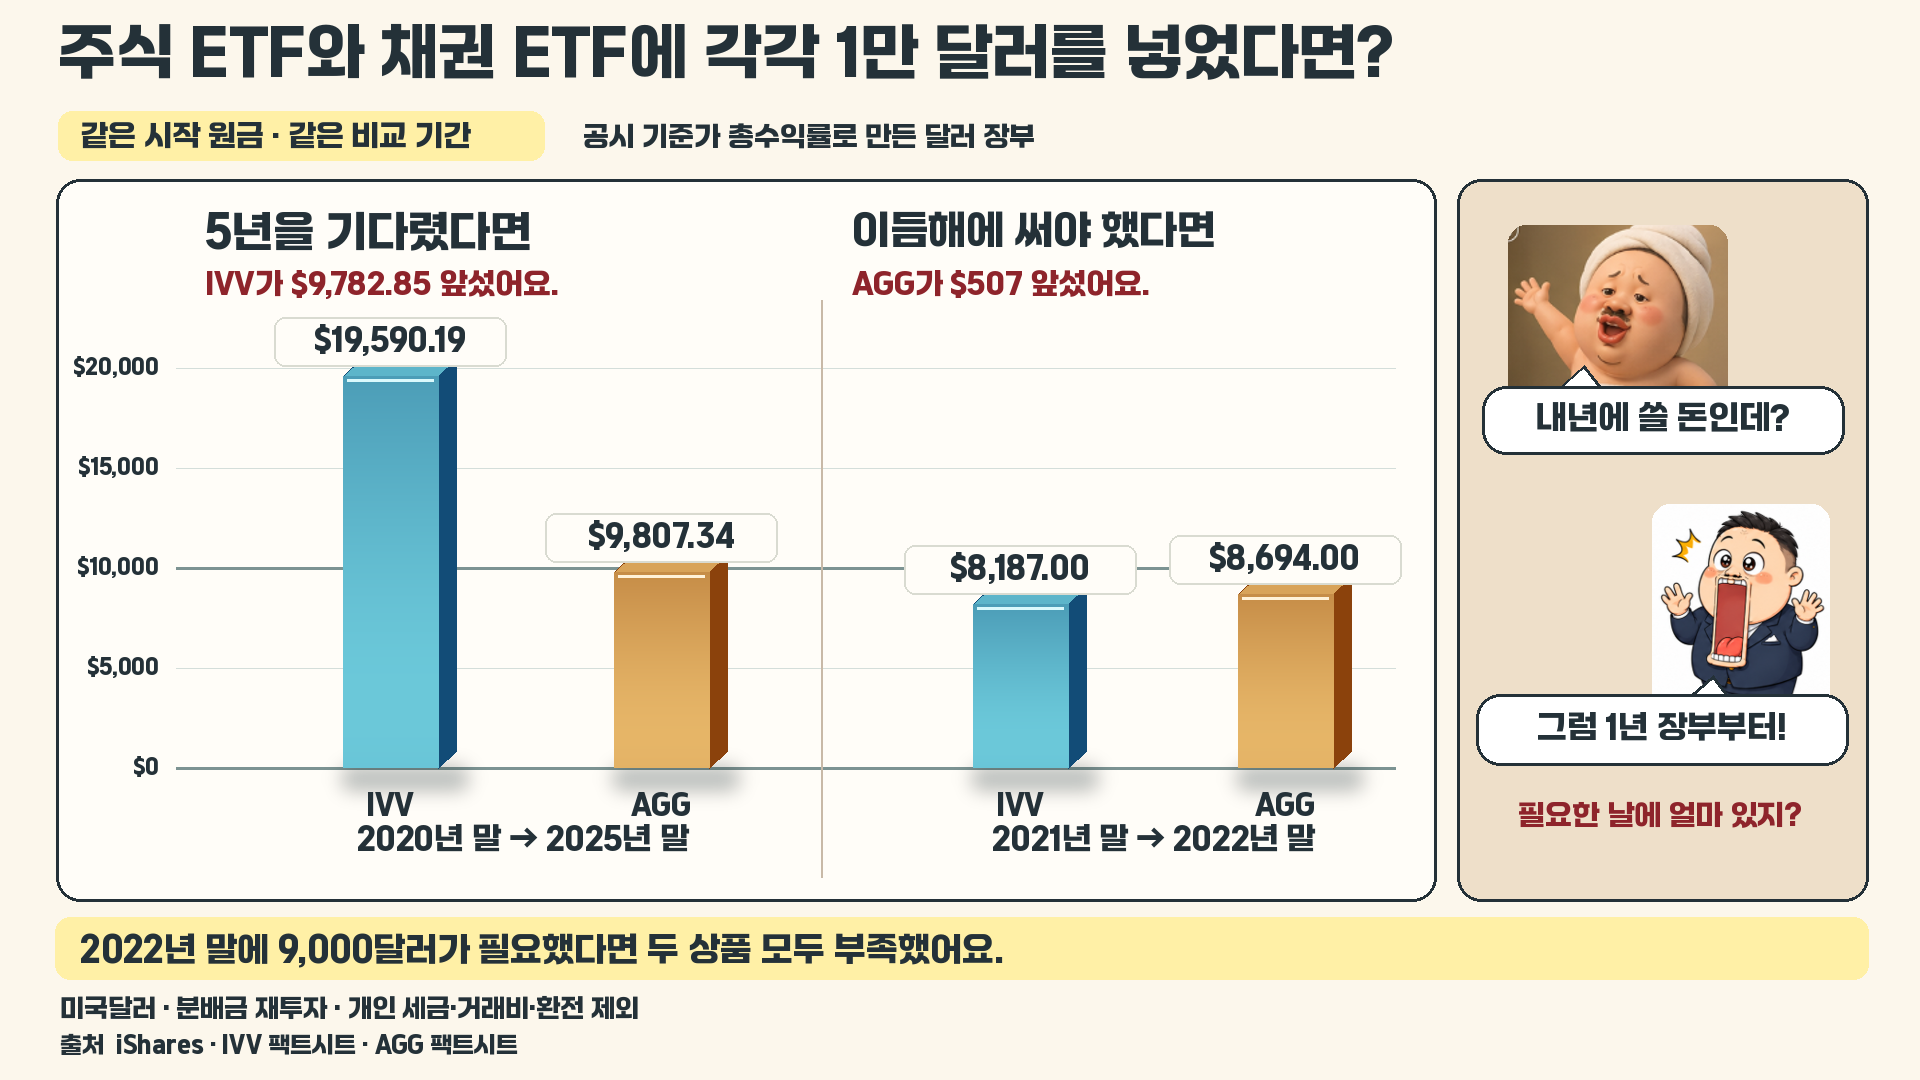 주식 ETF와 채권 ETF에 각각 1만 달러를 넣었다면?
같은 시작 원금 · 같은 비교 기간
공시 기준가 총수익률로 만든 달러 장부
5년을 기다렸다면
IVV가 $9,782.85 앞섰어요.
이듬해에 써야 했다면
AGG가 $507 앞섰어요.
$19,590.19
$9,807.34
$8,187.00
$8,694.00
$20,000
$15,000
$10,000
$5,000
$0
IVV
AGG
2020년 말 → 2025년 말
IVV
AGG
2021년 말 → 2022년 말
내년에 쓸 돈인데?
그럼 1년 장부부터!
필요한 날에 얼마 있지?
2022년 말에 9,000달러가 필요했다면 두 상품 모두 부족했어요.
미국달러 · 분배금 재투자 · 개인 세금·거래비·환전 제외
출처 iShares · IVV 팩트시트 · AGG 팩트시트